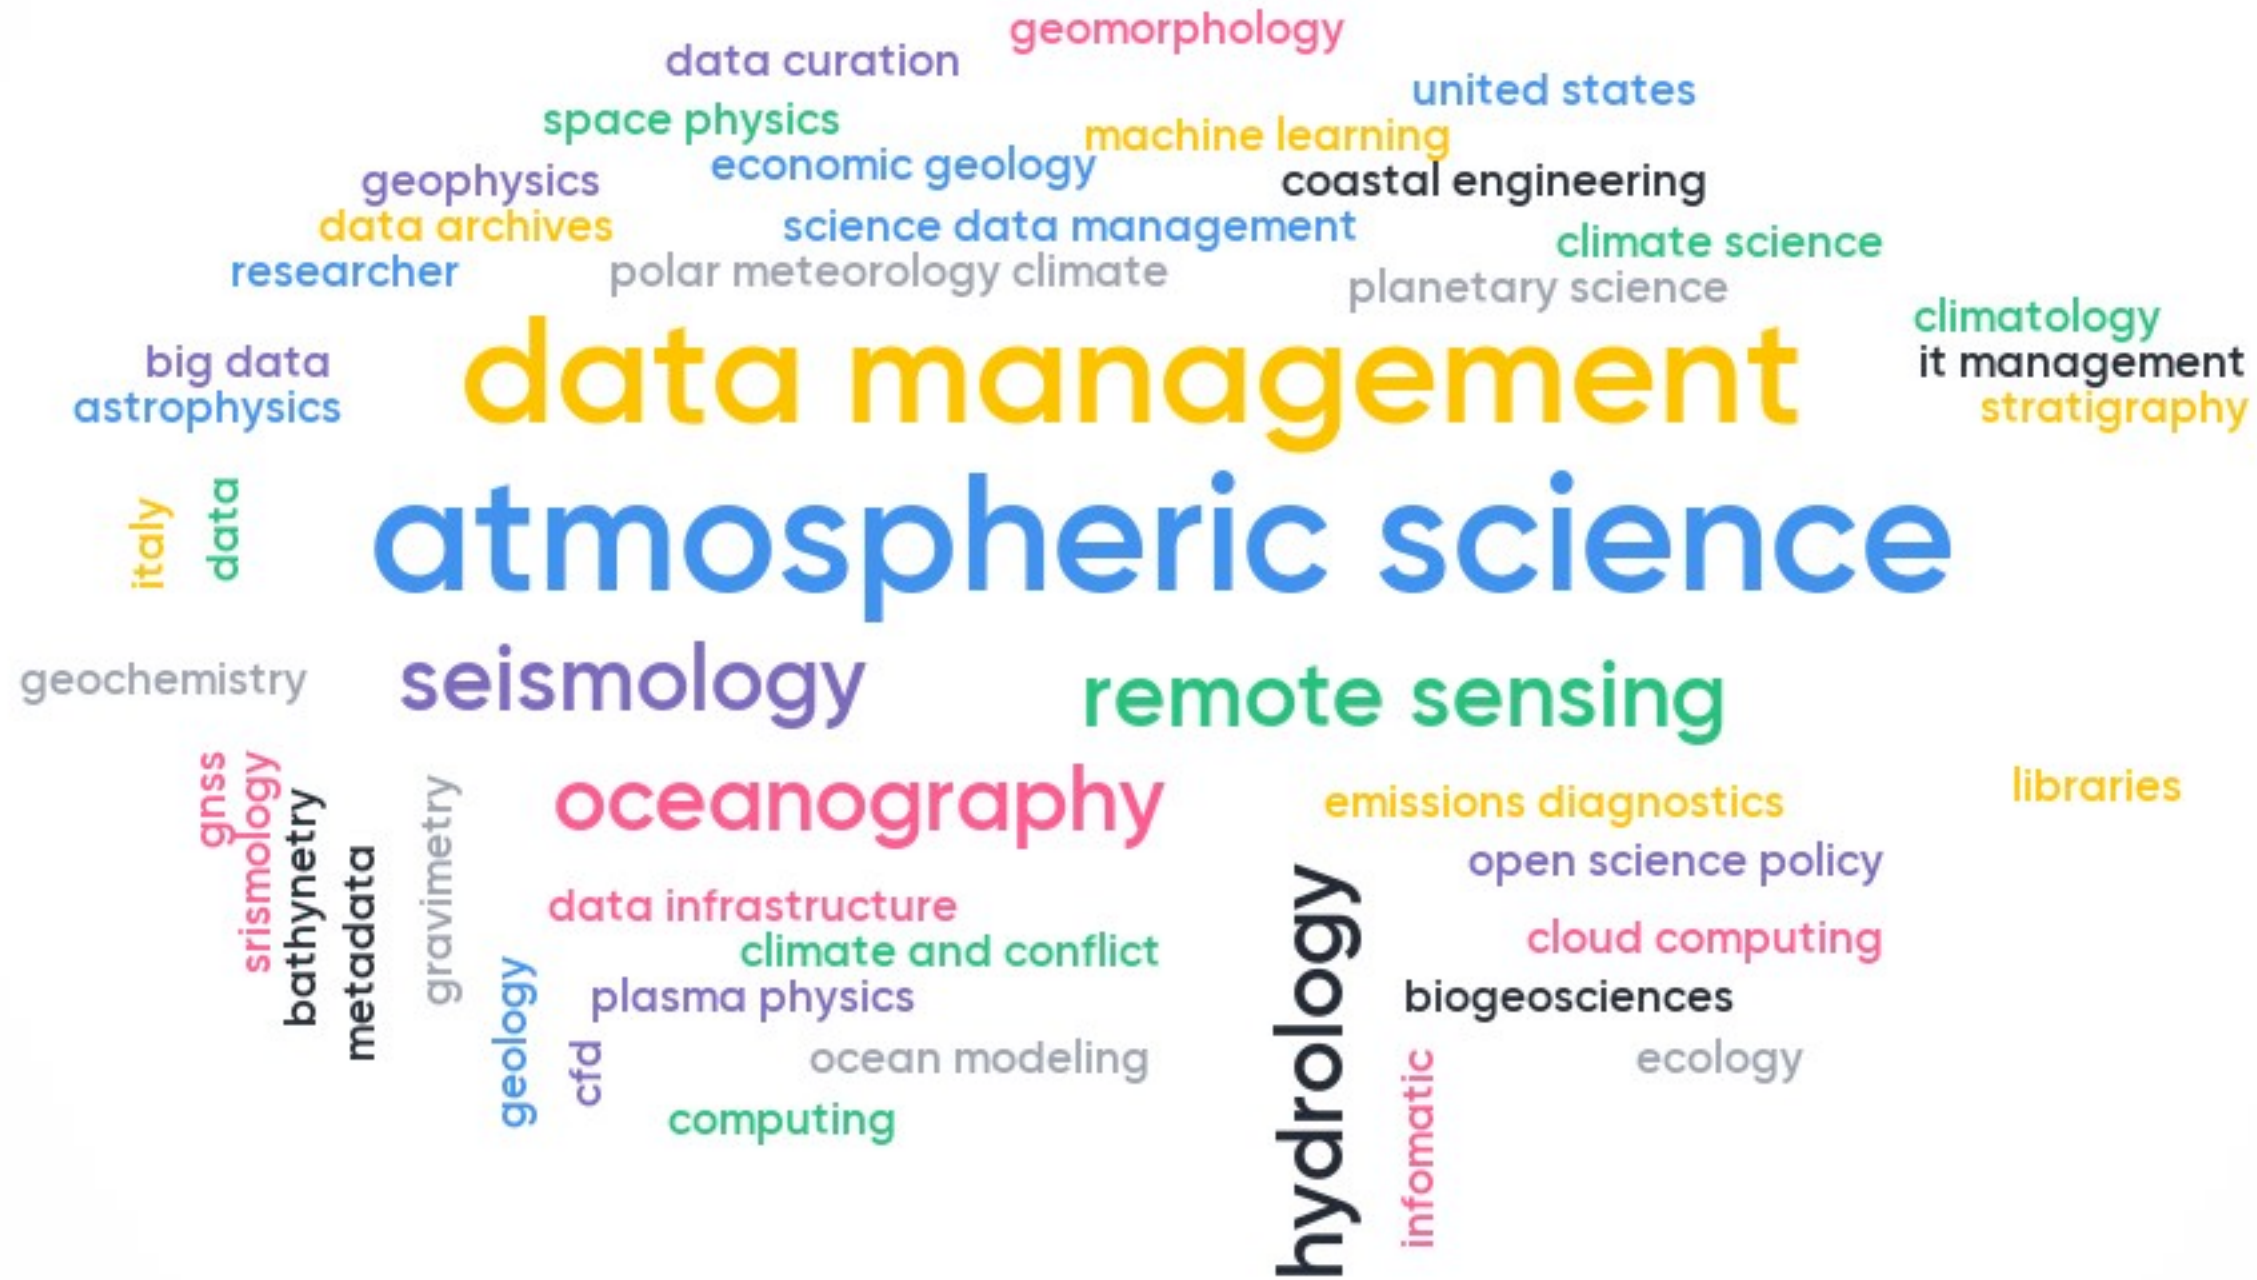 geomorphology
data curation
united states
space physics
machine learning
economic geology
geophysics
coastal engineering
data archives
science data management
climate science
researcher
polar meteorology climate
planetary science
climatology
big data
data management
it management
astrophysics
stratigraphy
italy
data
atmospheric science
geochemistry
seismology
remote sensing
gnss
srismology
bathynetry
metadata
gravimetry
oceanography
emissions diagnostics
libraries
open science policy
data infrastructure
hydrology
cloud computing
climate and conflict
geology
plasma physics
biogeosciences
cfd
ocean modeling
infomatic
ecology
computing